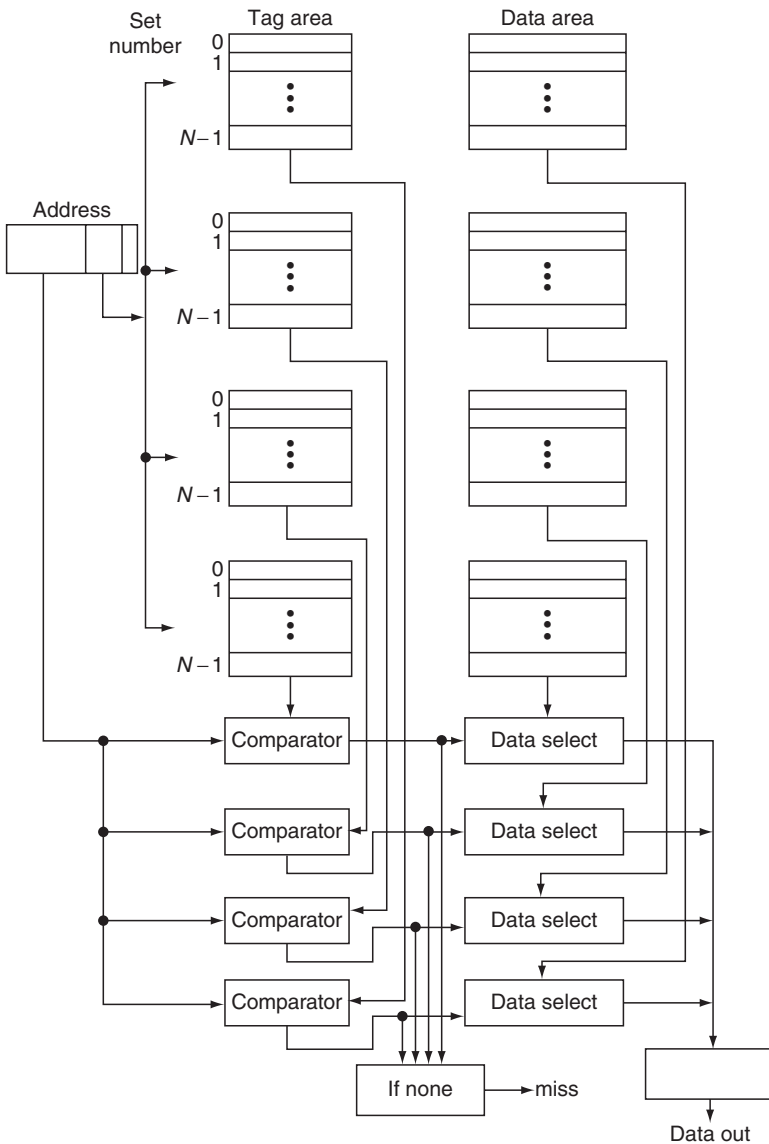 Set number
Tag area
Data area
0
1
N–1
Address
0
1
N–1
0
1
N–1
0
1
N–1
Comparator
Data select
Comparator
Data select
Comparator
Data select
Comparator
Data select
If none
miss
Data out